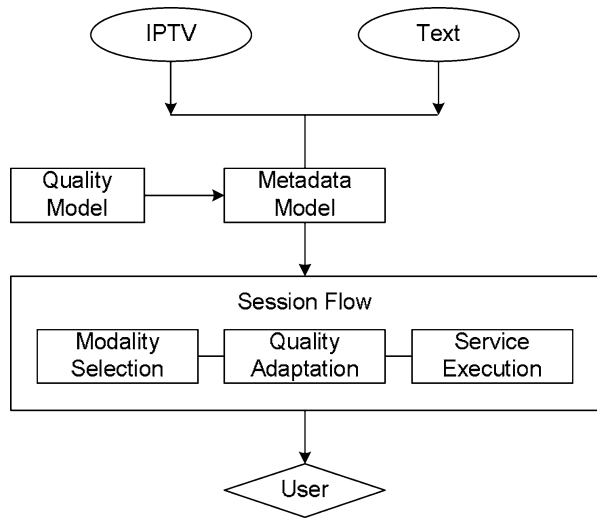 IPTV
Text
Quality
Model
Metadata
Model
Session Flow
Modality
Selection
Quality
Adaptation
Service
Execution
User